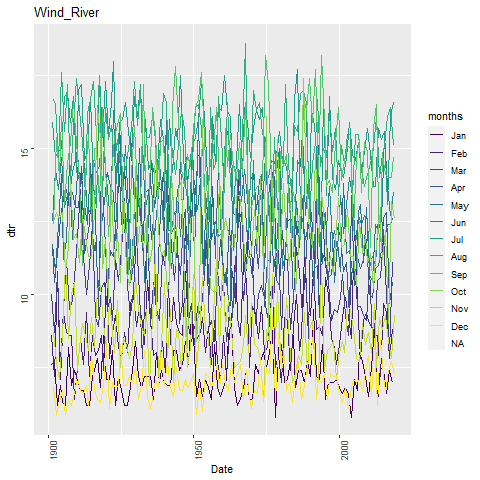 Wind_River
dtr
15
10
1900
1950
2000
Date
months
Jan
Feb
Mar
Apr
May
Jun
Jul
Aug
Sep
Oct
Nov
Dec
NA